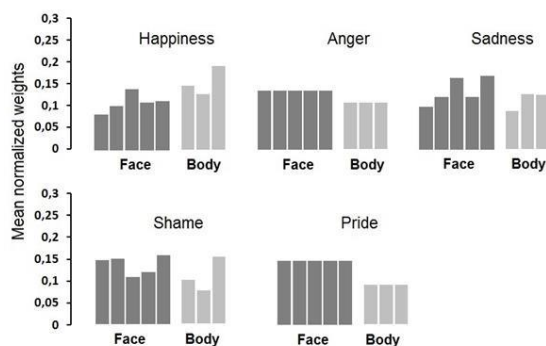 Mean normalized weights
0,3
0,25
0,2
0,15
0,1
0,05
0
Happiness
Face Body
Anger
Face Body
Sadness
Face Body
0,3
0,25
0,2
0,15
0,1
0,05
0
Shame
Face Body
Pride
Face Body